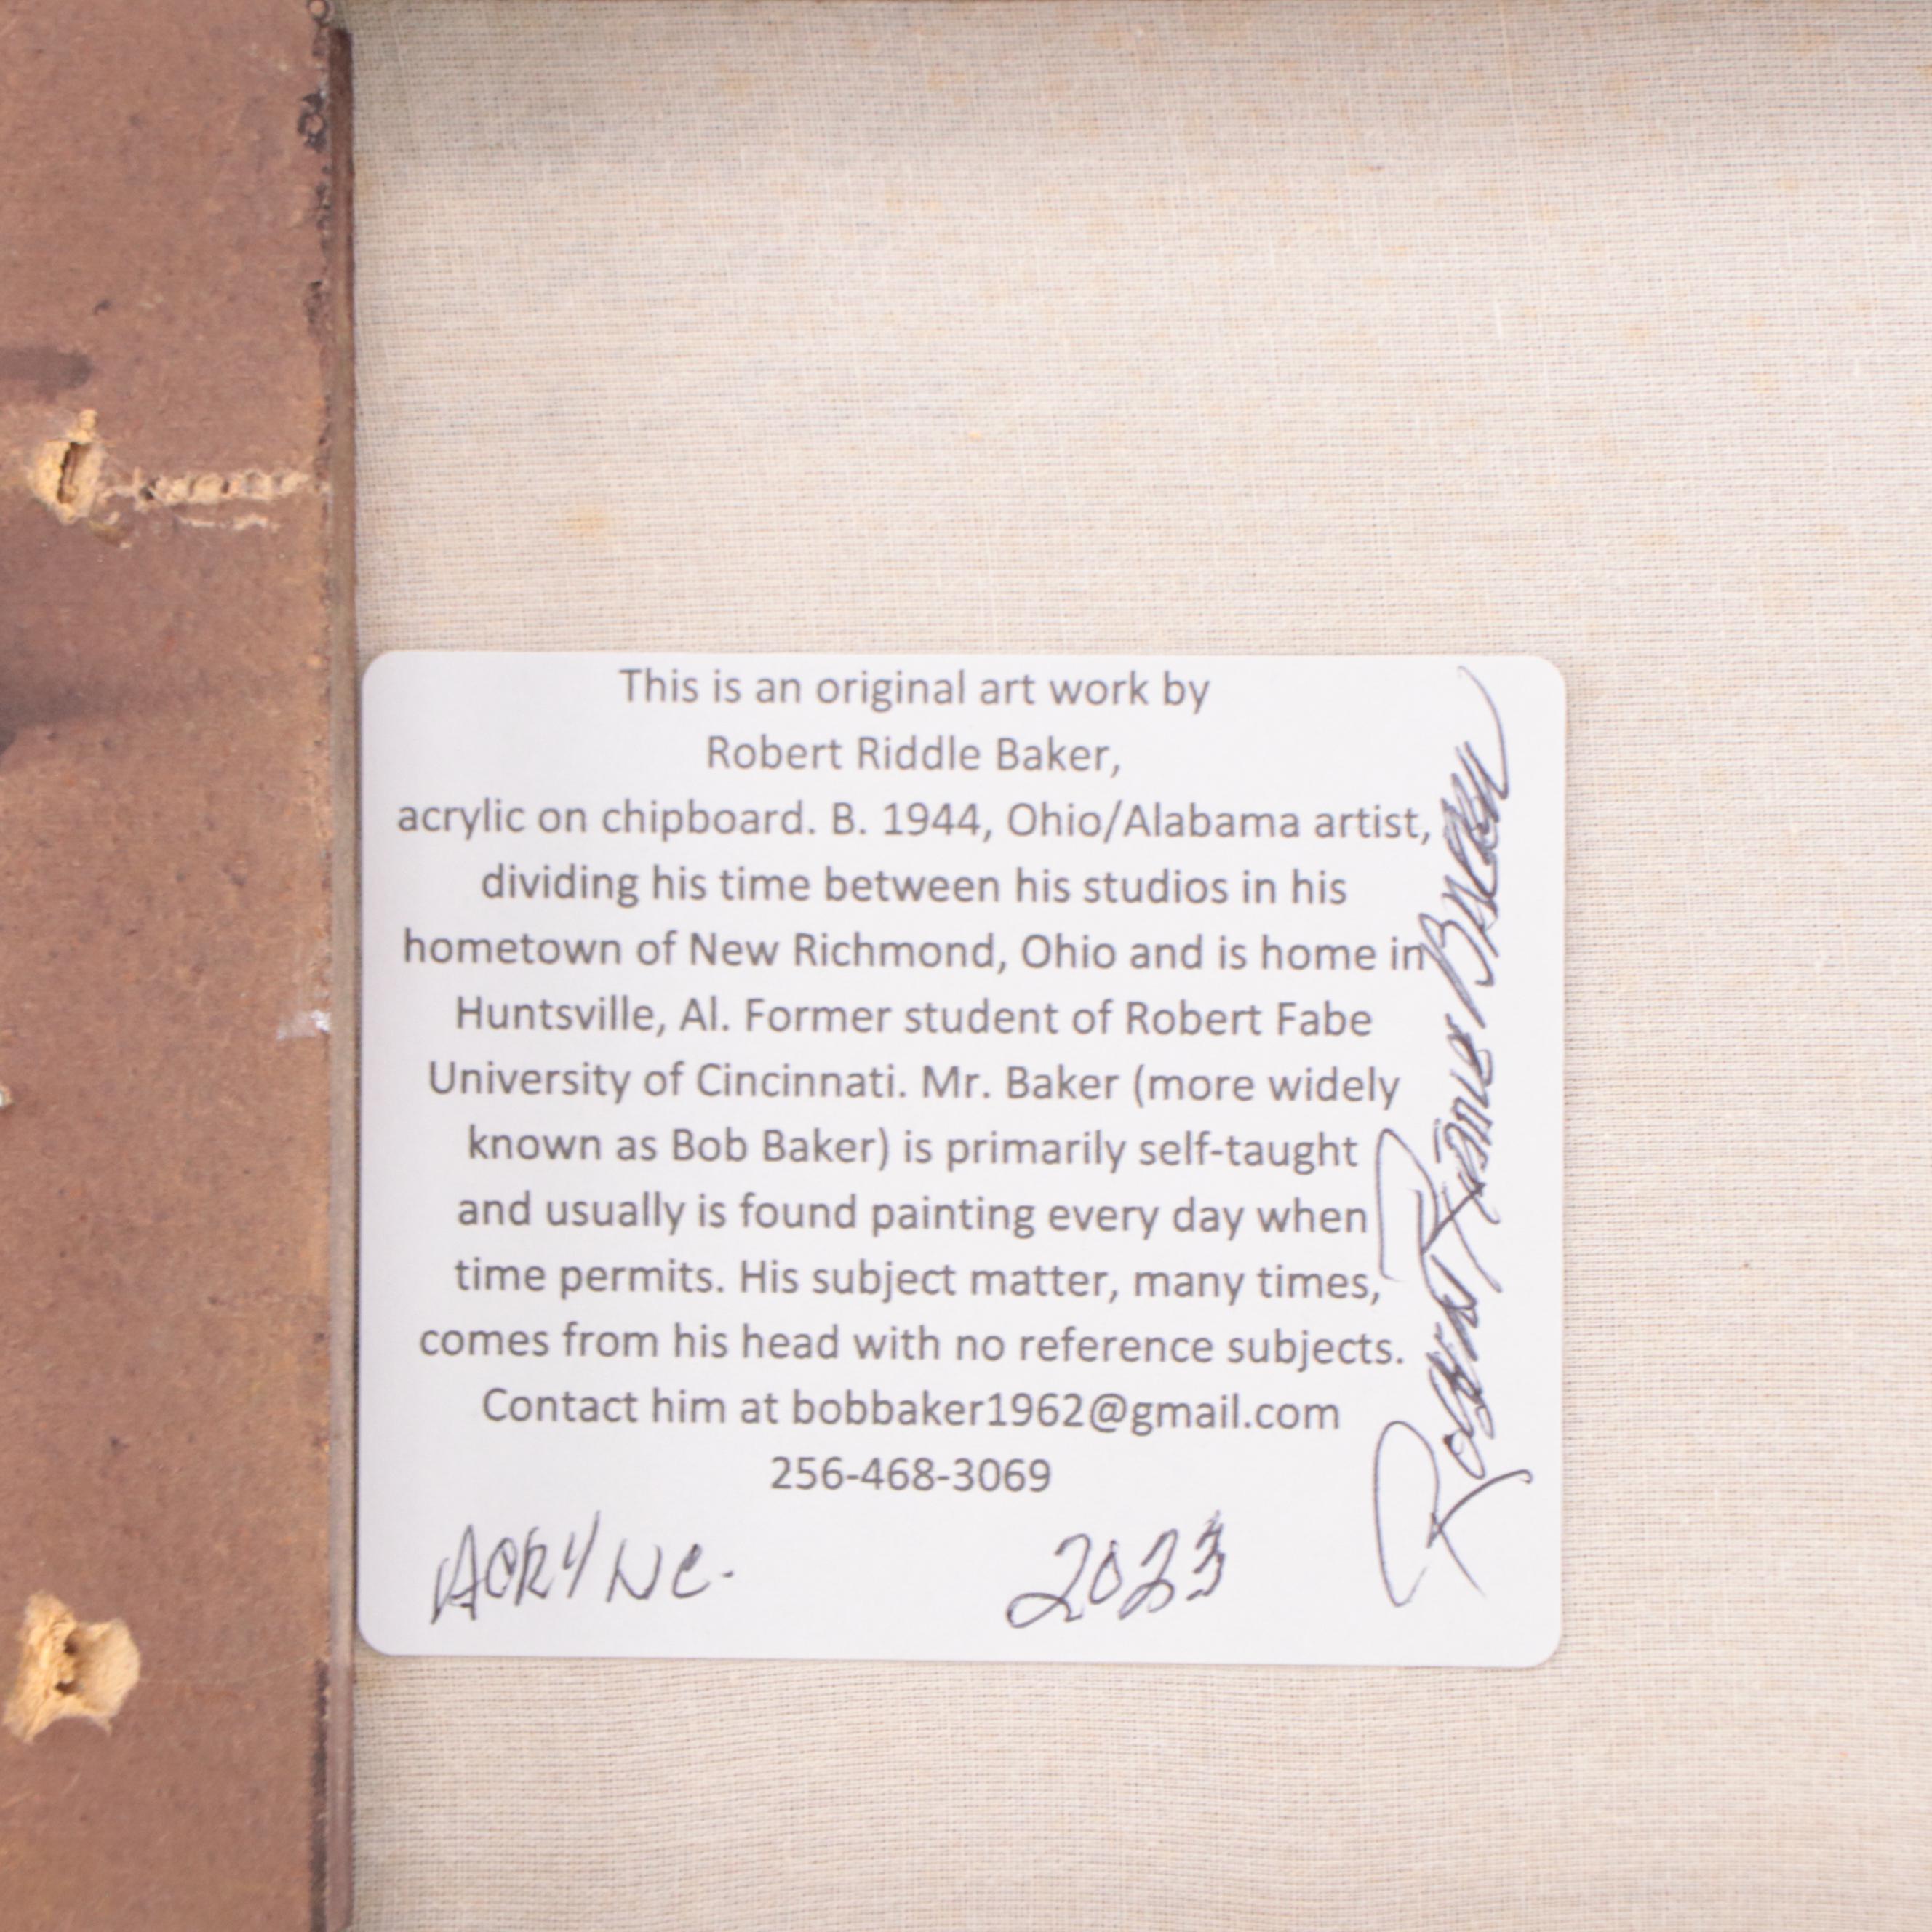 This is an original art work by
Robert Riddle Baker,
acrylic on chipboard. B. 1944, Ohio/Alabama artist,
dividing his time between his studios in his
hometown of New Richmond, Ohio and is home in
Huntsville, Al. Former student of Robert Fabe
University of Cincinnati. Mr. Baker (more widely
known as Bob Baker) is primarily self-taught
and usually is found painting every day when
time permits. His subject matter, many times,
comes from his head with no reference subjects.
Contact him at bobbaker1962@gmail.com
256-468-3069
ACRYLIC. 2023
Robert Riddle Baker